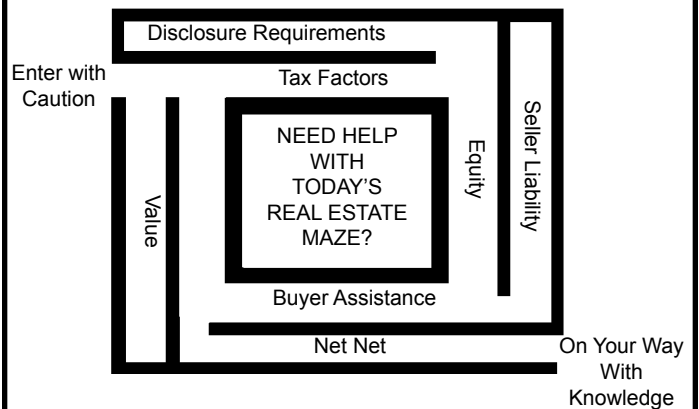 Disclosure Requirements
Enter with
Caution
Tax Factors
NEED HELP
WITH
TODAY'S
REAL ESTATE
MAZE?
Equity
Seller Liability
Value
Buyer Assistance
Net Net
On Your Way
With
Knowledge